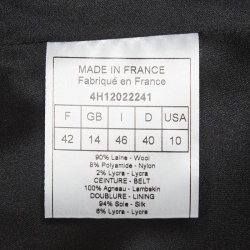 MADE IN FRANCE
Fabriqué en France
4H12022241
F GB I D USA
42 14 46 40 10
90% Laine - Wool
8% Polyamide - Nylon
2% Lycra - Lycra
CEINTURE - BELT
100% Agneau - Lambskin
DOUBLURE - LINING
94% Soie - Silk
6% Lycra - Lycra